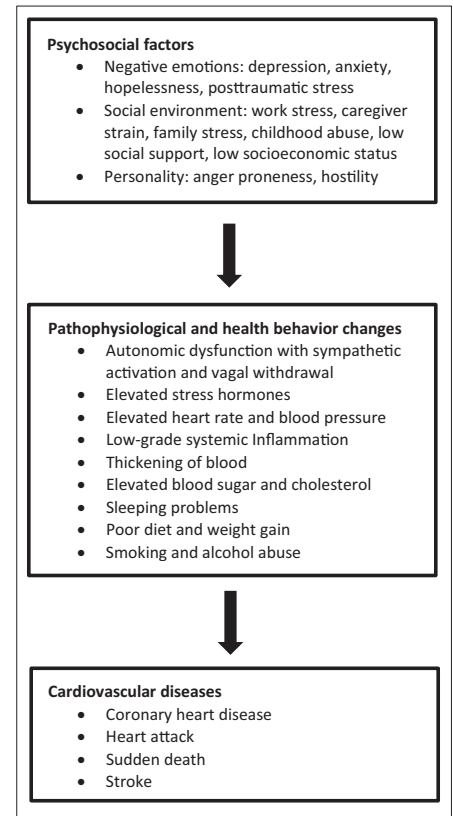 Psychosocial factors
• Negative emotions: depression, anxiety,
hopelessness, posttraumatic stress
• Social environment: work stress, caregiver
strain, family stress, childhood abuse, low
social support, low socioeconomic status
• Personality: anger proneness, hostility
Pathophysiological and health behavior changes
• Autonomic dysfunction with sympathetic
activation and vagal withdrawal
• Elevated stress hormones
• Elevated heart rate and blood pressure
• Low-grade systemic Inflammation
• Thickening of blood
• Elevated blood sugar and cholesterol
• Sleeping problems
• Poor diet and weight gain
• Smoking and alcohol abuse
Cardiovascular diseases
• Coronary heart disease
• Heart attack
• Sudden death
• Stroke